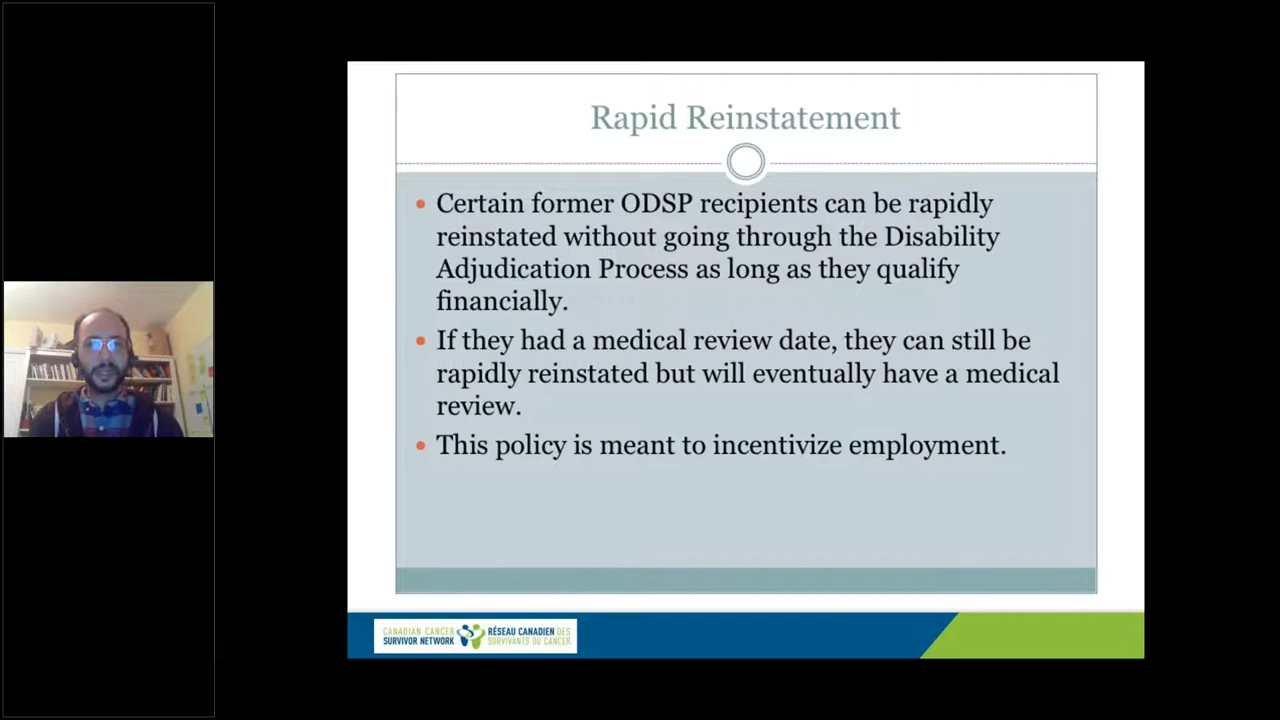 Rapid Reinstatement
• Certain former ODSP recipients can be rapidly
reinstated without going through the Disability
Adjudication Process as long as they qualify
financially.
• If they had a medical review date, they can still be
rapidly reinstated but will eventually have a medical
review.
• This policy is meant to incentivize employment.
CANADIAN CANCER
SURVIVOR NETWORK
RÉSEAU CANADIEN DES
SURVIVANTS DU CANCER